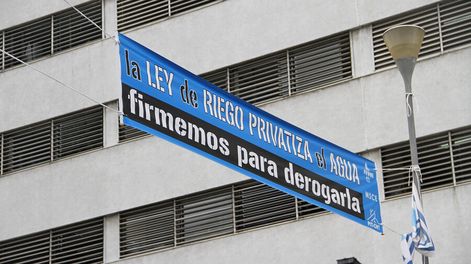 la LEY de RIEGO PRIVATIZA el AGUA
firmemos para derogarla